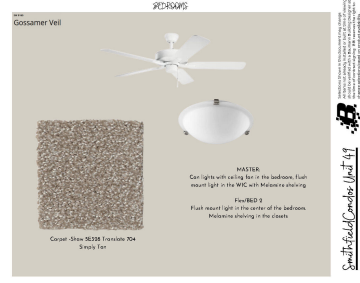 BEDROOMS
Gossamer Veil
MASTER:
Can lights with ceiling fan in the bedroom, flush
mount light in the WIC with Melamine shelving
Flex/BED 2
Flush mount light in the center of the bedroom
Melamine shelving in the closets
Carpet -Shaw 5E328 Translate 704
Simply Tan
Smithfield Condos Unit 49